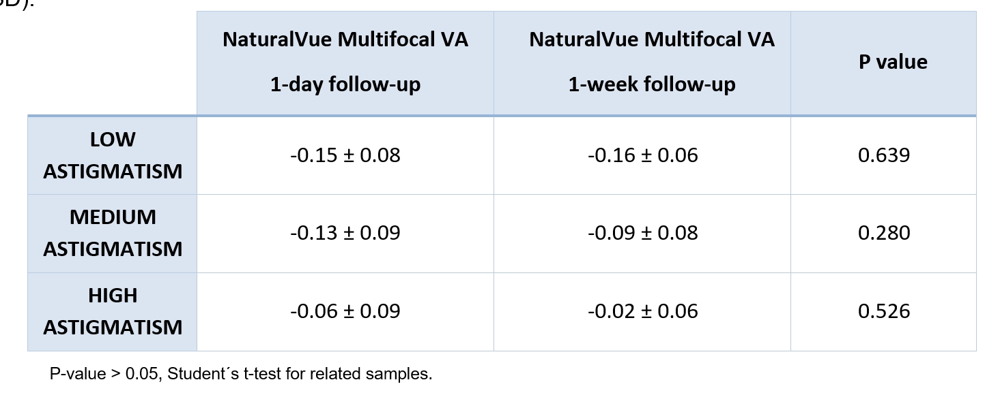 SD).
NaturalVue Multifocal VA
1-day follow-up
NaturalVue Multifocal VA
1-week follow-up
P value
LOW
ASTIGMATISM
-0.15 ± 0.08
-0.16 ± 0.06
0.639
MEDIUM
ASTIGMATISM
-0.13 ± 0.09
-0.09 ± 0.08
0.280
HIGH
ASTIGMATISM
-0.06 ± 0.09
-0.02 ± 0.06
0.526
P-value > 0.05, Student´s t-test for related samples.